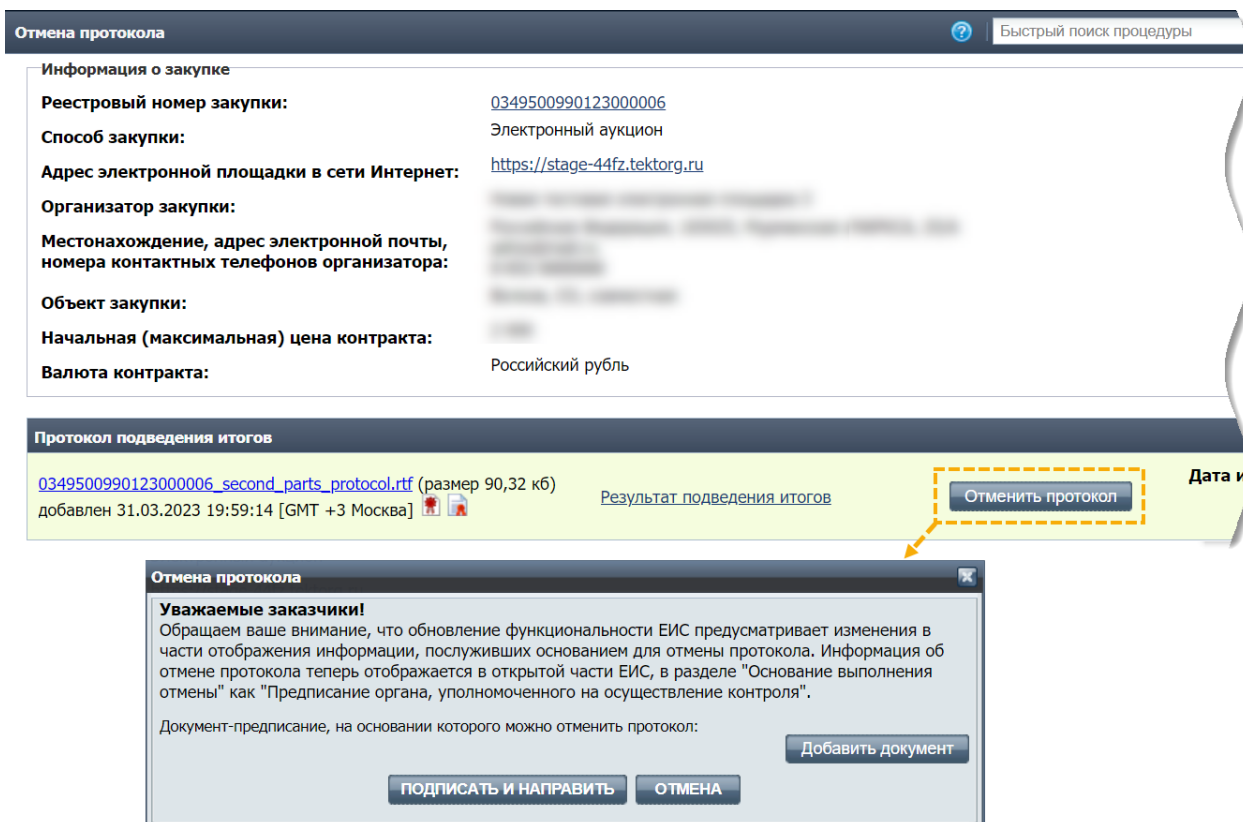 Отмена протокола
Быстрый поиск процедуры
Информация о закупке
Реестровый номер закупки: 0349500990123000006
Способ закупки: Электронный аукцион
Адрес электронной площадки в сети Интернет: https://stage-44fz.tektorg.ru
Организатор закупки:
Местонахождение, адрес электронной почты,
номера контактных телефонов организатора:
Объект закупки:
Начальная (максимальная) цена контракта:
Валюта контракта: Российский рубль
Протокол подведения итогов
0349500990123000006_second_parts_protocol.rtf (размер 90,32 кб)
добавлен 31.03.2023 19:59:14 [GMT +3 Москва]
Результат подведения итогов
Отменить протокол
Дата и
Отмена протокола
Уважаемые заказчики!
Обращаем ваше внимание, что обновление функциональности ЕИС предусматривает изменения в
части отображения информации, послуживших основанием для отмены протокола. Информация об
отмене протокола теперь отображается в открытой части ЕИС, в разделе "Основание выполнения
отмены" как "Предписание органа, уполномоченного на осуществление контроля".
Документ-предписание, на основании которого можно отменить протокол:
Добавить документ
ПОДПИСАТЬ И НАПРАВИТЬ
ОТМЕНА